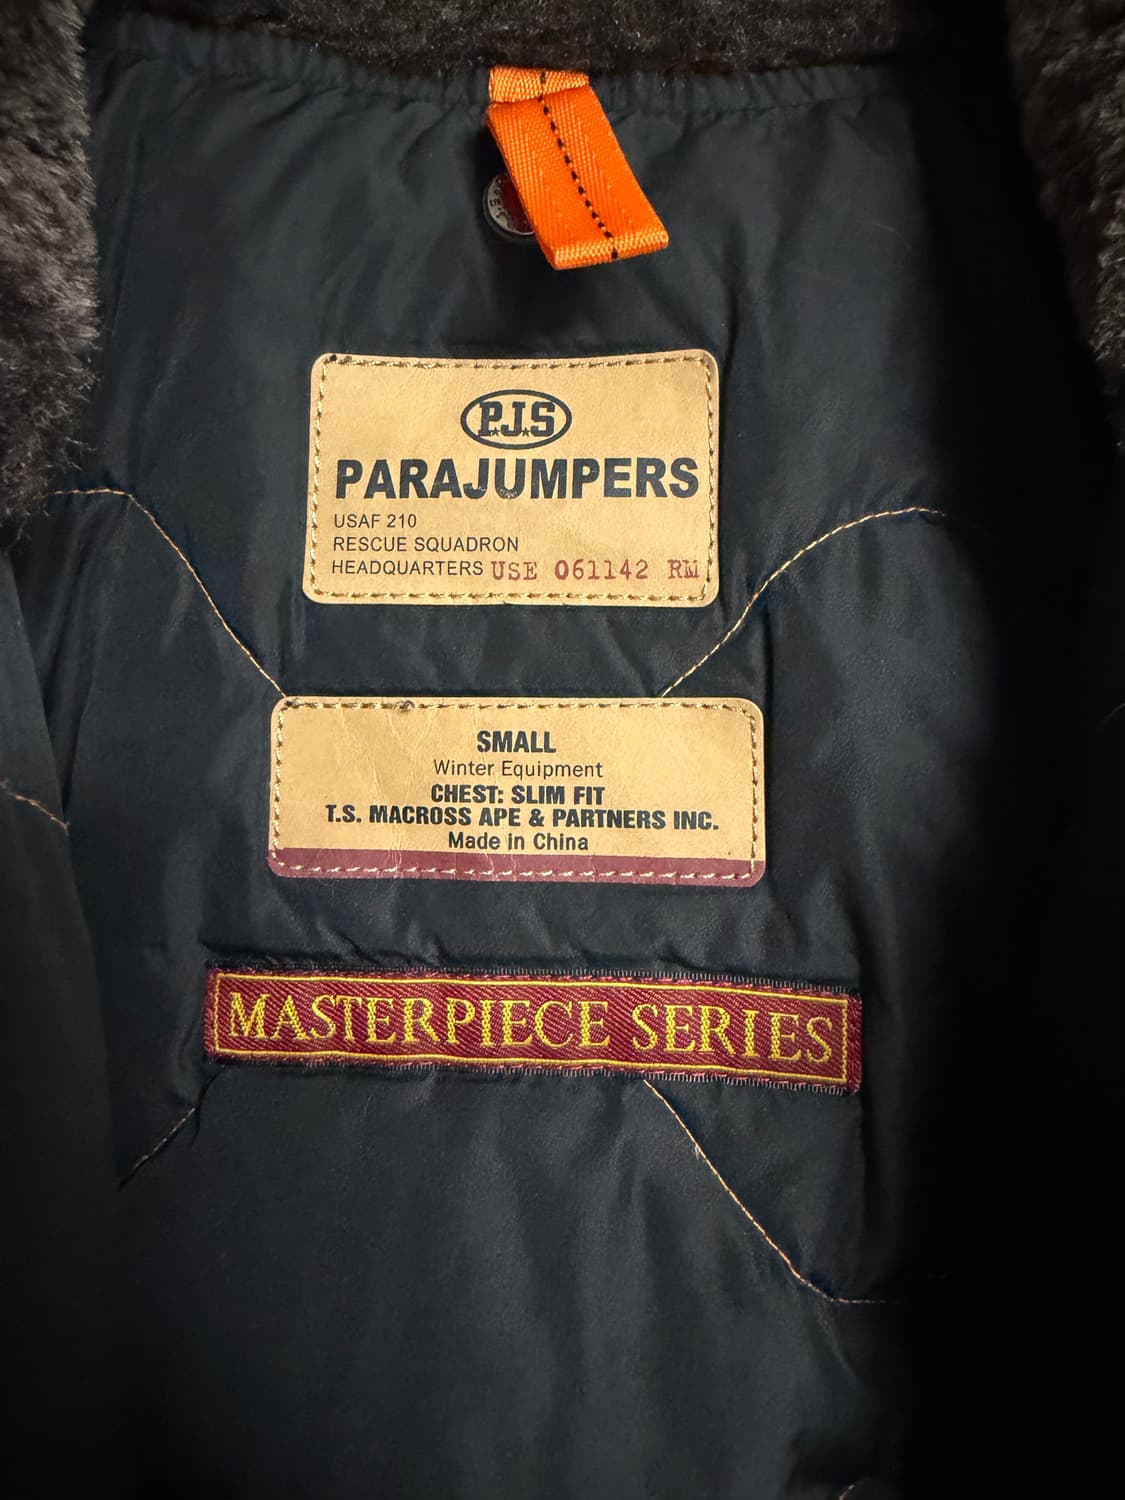 P.J.S
PARAJUMPERS
USAF 210
RESCUE SQUADRON
HEADQUARTERS USE 061142 RM
SMALL
Winter Equipment
CHEST: SLIM FIT
T.S. MACROSS APE & PARTNERS INC.
Made in China
MASTERPIECE SERIES